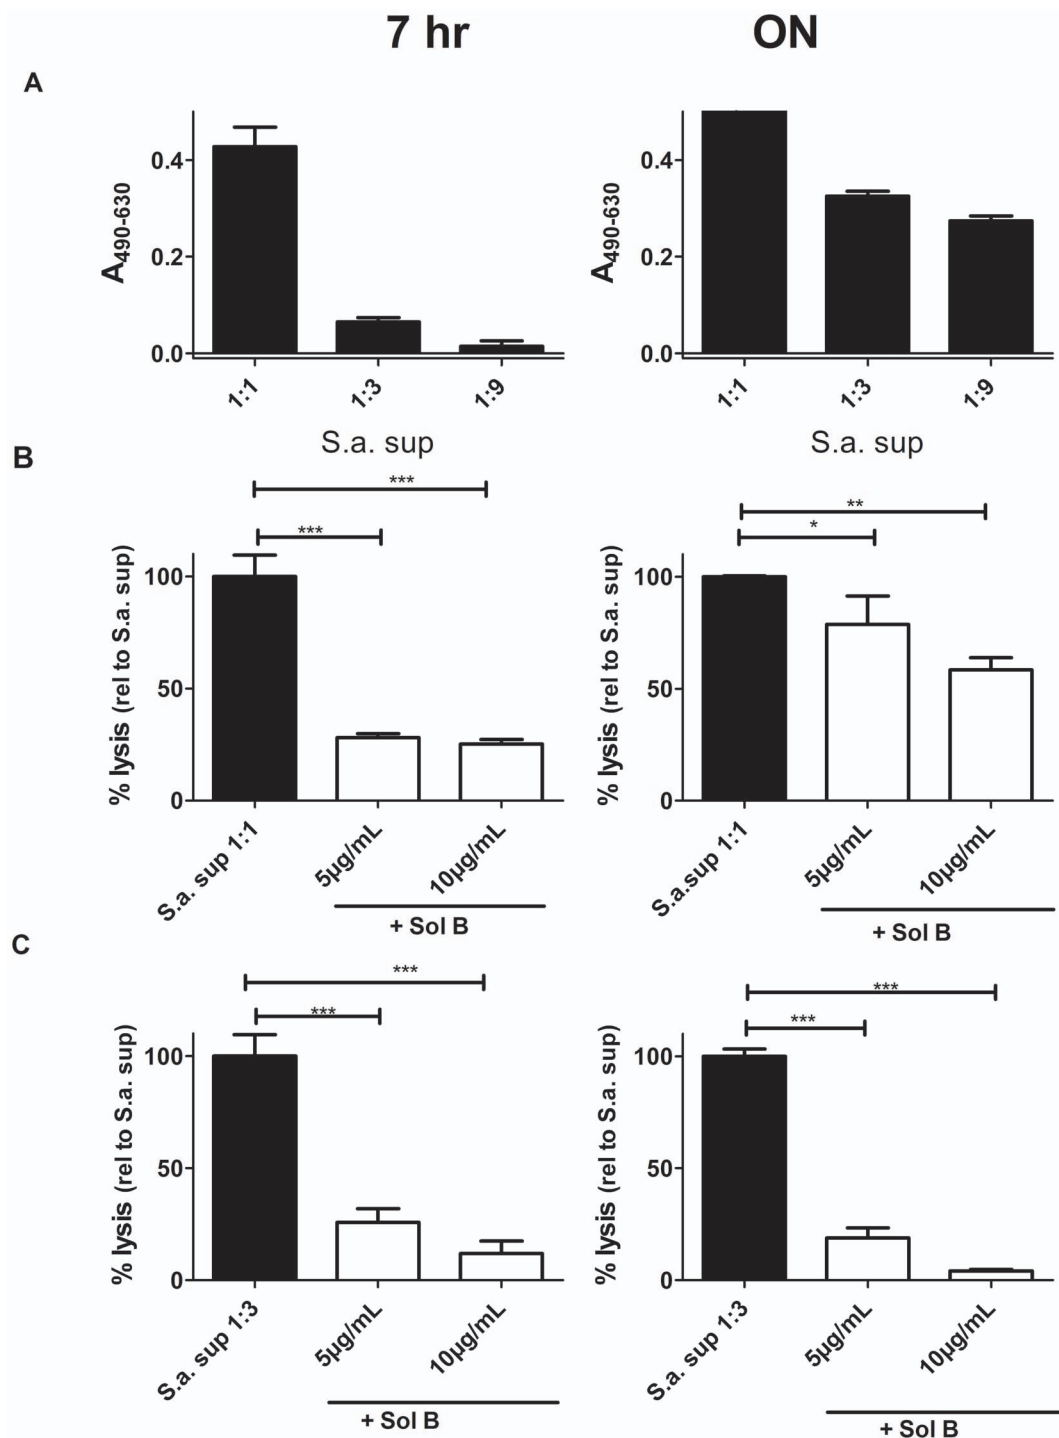 7 hr
ON
A
A490-630
0.4
0.2
0.0
1:1
1:3
1:9
S.a. sup
A490-630
0.4
0.2
0.0
1:1
1:3
1:9
S.a. sup
B
% lysis (rel to S.a. sup)
100
50
0
***
***
S.a. sup 1:1
5µg/mL
10µg/mL
+ Sol B
% lysis (rel to S.a. sup)
100
50
0
**
*
S.a.sup 1:1
5µg/mL
10µg/mL
+ Sol B
C
% lysis (rel to S.a. sup)
100
50
0
***
***
S.a. sup 1:3
5µg/mL
10µg/mL
+ Sol B
% lysis (rel to S.a. sup)
100
50
0
***
***
S.a. sup 1:3
5µg/mL
10µg/mL
+ Sol B